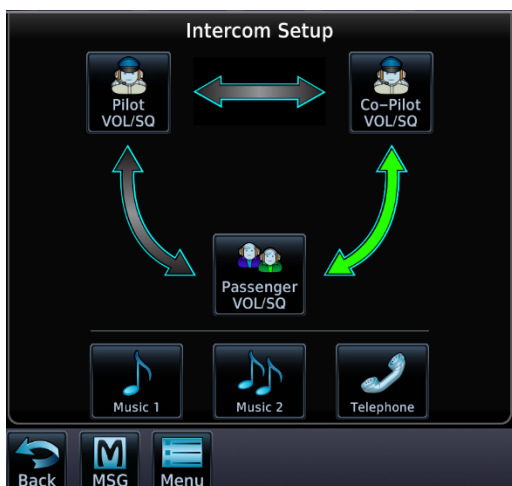 Intercom Setup
Pilot
VOL/SQ
Co-Pilot
VOL/SQ
Passenger
VOL/SQ
Music 1
Music 2
Telephone
Back
MSG
Menu